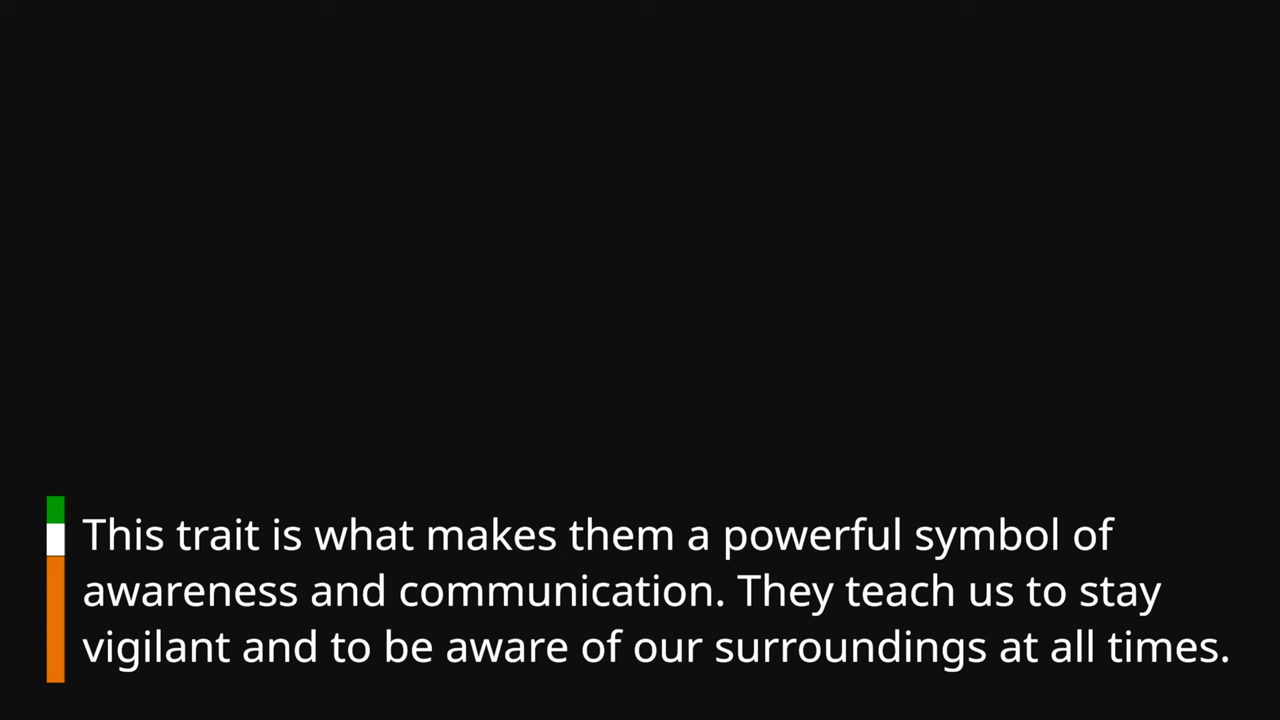 This trait is what makes them a powerful symbol of
awareness and communication. They teach us to stay
vigilant and to be aware of our surroundings at all times.